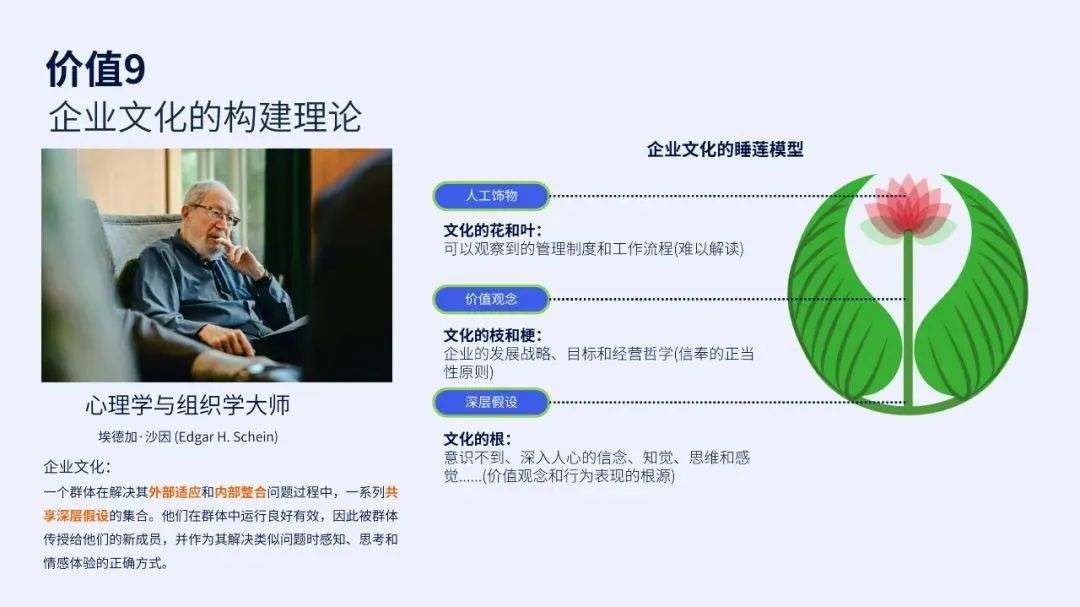 价值9
企业文化的构建理论
心理学与组织学大师
埃德加·沙因 (Edgar H. Schein)
企业文化：
一个群体在解决其外部适应和内部整合问题过程中，一系列共
享深层假设的集合。他们在群体中运行良好有效，因此被群体
传授给他们的新成员，并作为其解决类似问题时感知、思考和
情感体验的正确方式。
企业文化的睡莲模型
人工饰物
文化的花和叶：
可以观察到的管理制度和工作流程(难以解读)
价值观念
文化的枝和梗：
企业的发展战略、目标和经营哲学(信奉的正当
性原则)
深层假设
文化的根：
意识不到、深入人心的信念、知觉、思维和感
觉......(价值观念和行为表现的根源)